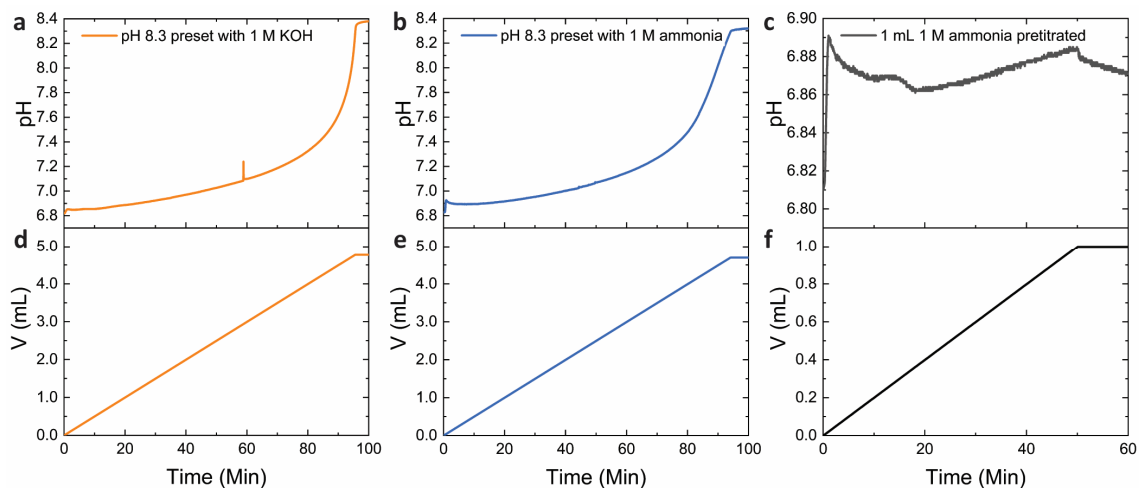 a
pH 8.3 preset with 1 M KOH
8.4
8.2
8.0
7.8
7.6
7.4
7.2
7.0
6.8
pH
b
pH 8.3 preset with 1 M ammonia
8.4
8.2
8.0
7.8
7.6
7.4
7.2
7.0
6.8
pH
c
1 mL 1 M ammonia pretitrated
6.90
6.88
6.86
6.84
6.82
6.80
pH
d
5.0
4.0
3.0
2.0
1.0
0.0
V (mL)
0 20 40 60 80 100
Time (Min)
e
5.0
4.0
3.0
2.0
1.0
0.0
V (mL)
0 20 40 60 80 100
Time (Min)
f
1.0
0.8
0.6
0.4
0.2
0.0
V (mL)
0 20 40 60
Time (Min)